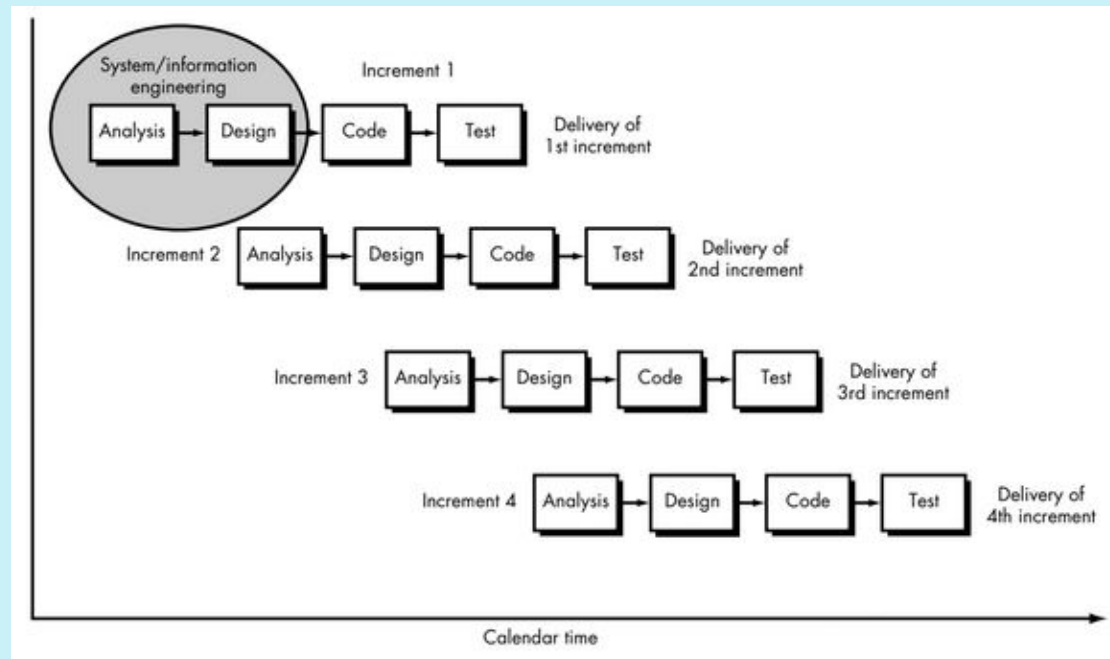 System/information
engineering
Increment 1
Analysis
Design
Code
Test
Delivery of
1st increment
Increment 2
Analysis
Design
Code
Test
Delivery of
2nd increment
Increment 3
Analysis
Design
Code
Test
Delivery of
3rd increment
Increment 4
Analysis
Design
Code
Test
Delivery of
4th increment
Calendar time